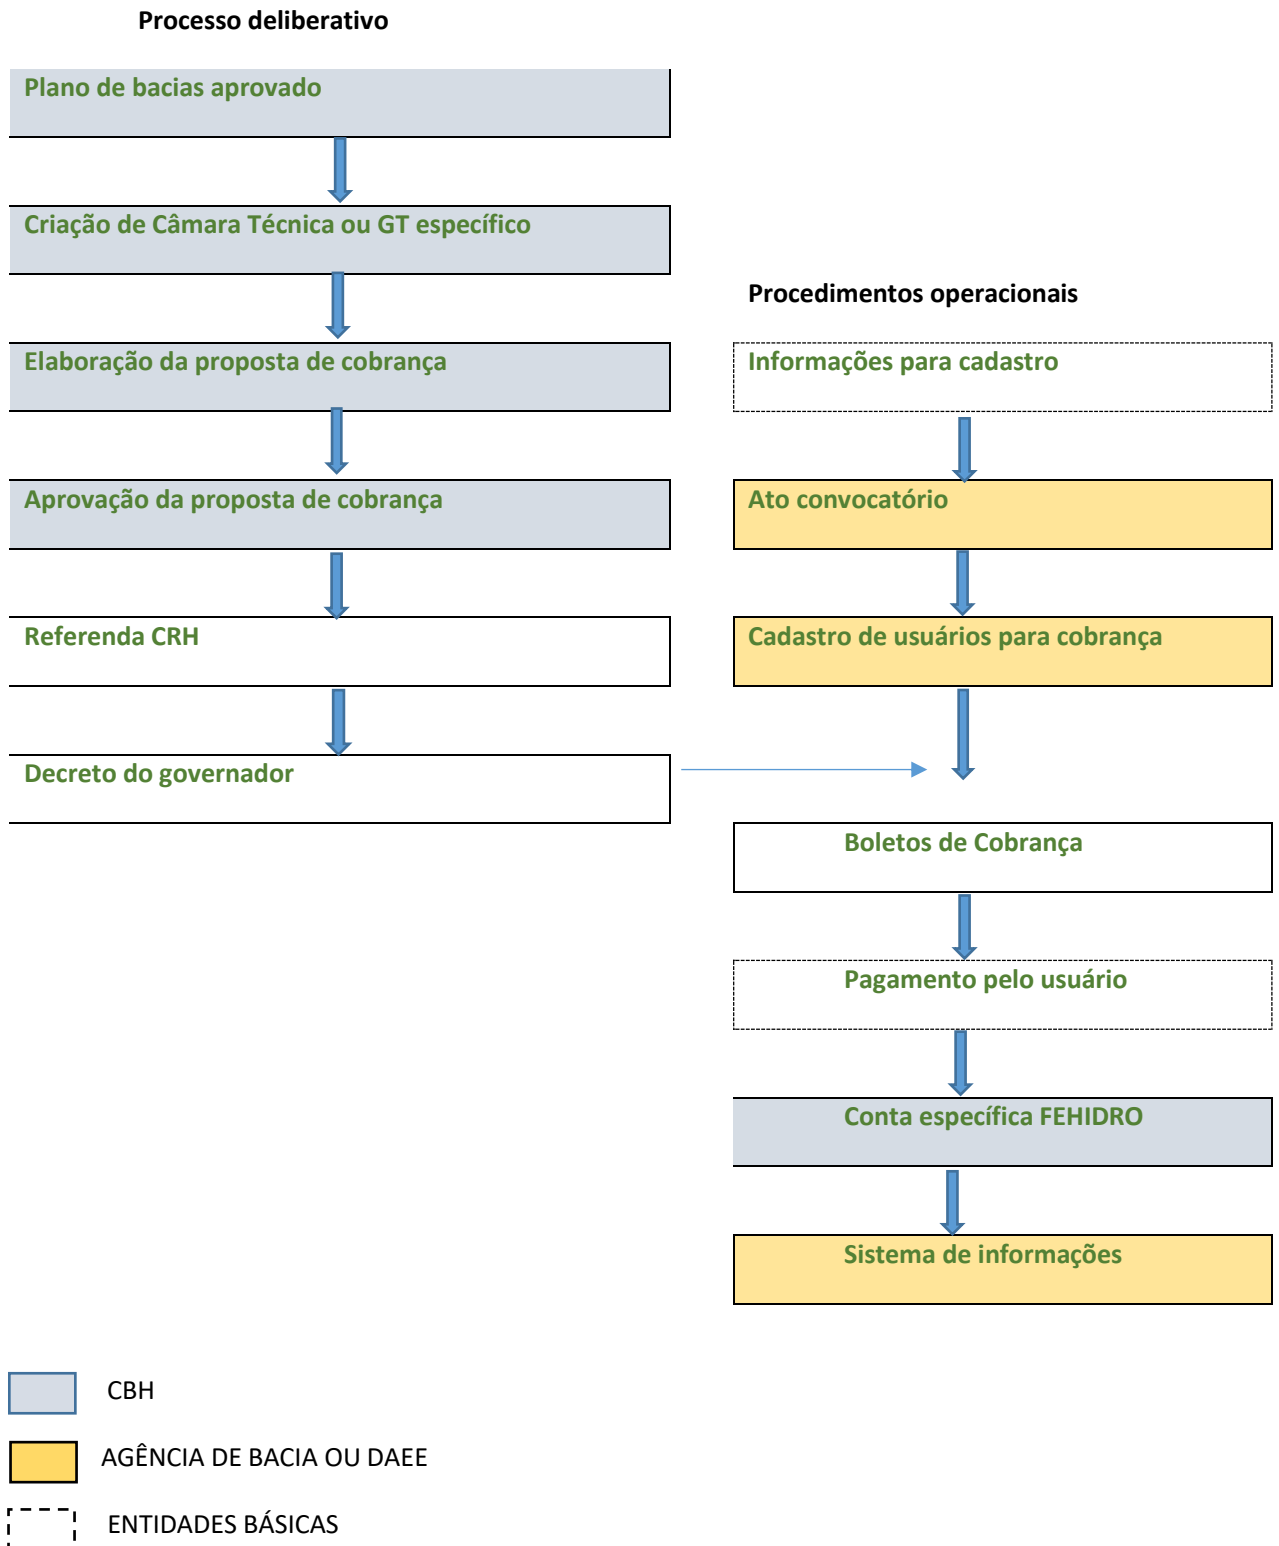 Processo deliberativo
Plano de bacias aprovado
Criação de Câmara Técnica ou GT específico
Elaboração da proposta de cobrança
Aprovação da proposta de cobrança
Referenda CRH
Decreto do governador
Procedimentos operacionais
Informações para cadastro
Ato convocatório
Cadastro de usuários para cobrança
Boletos de Cobrança
Pagamento pelo usuário
Conta específica FEHIDRO
Sistema de informações
CBH
AGÊNCIA DE BACIA OU DAEE
ENTIDADES BÁSICAS